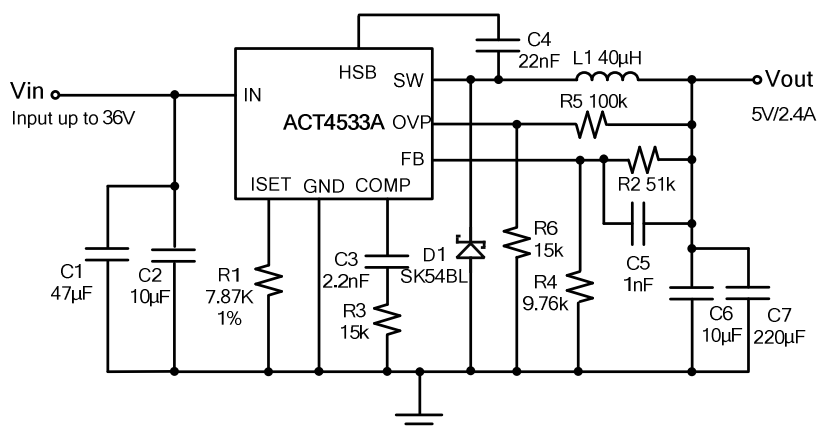 C4
22nF
L1 40µH
HSB
SW
Vin
IN
Vout
Input up to 36V
ACT4533A
OVP
R5 100k
5V/2.4A
FB
R2 51k
ISET
GND
COMP
C1
47µF
C2
10µF
R1
7.87K
1%
C3
2.2nF
R3
15k
D1
SK54BL
R6
15k
R4
9.76k
C5
1nF
C6
10µF
C7
220µF